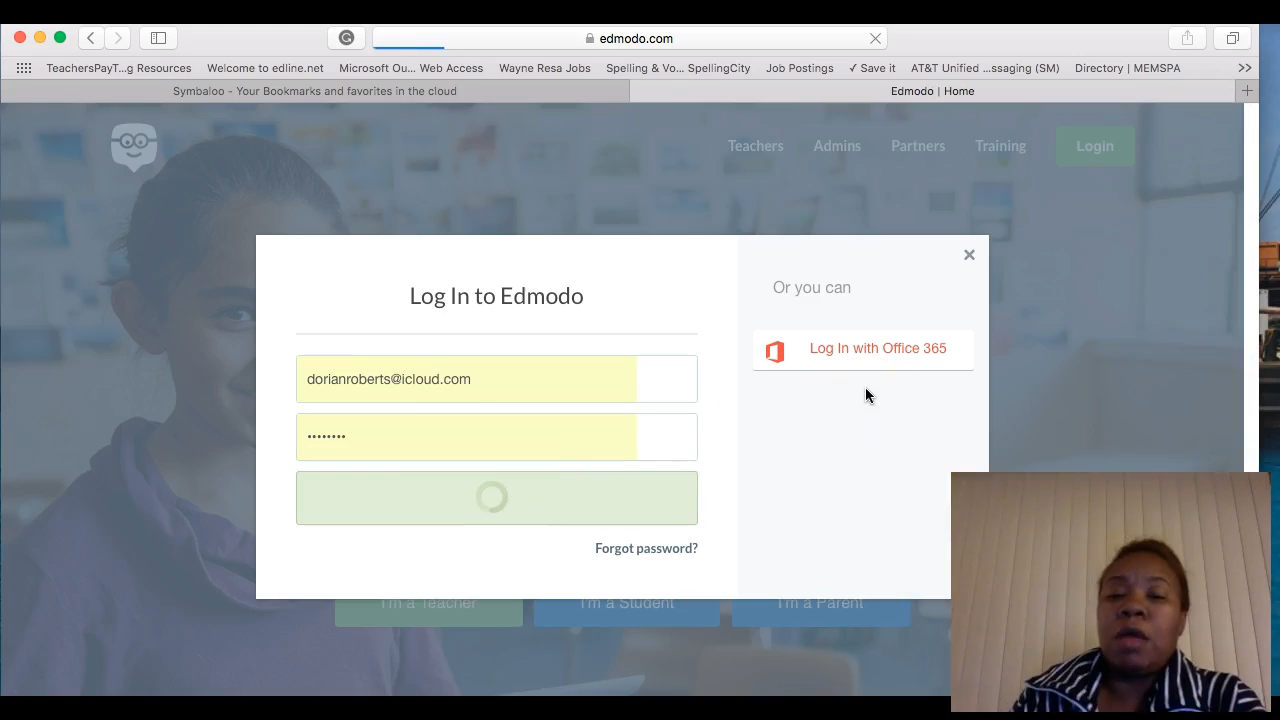 edmodo.com
TeachersPayT...g Resources Welcome to edline.net Microsoft Ou... Web Access Wayne Resa Jobs Spelling & Vo... SpellingCity Job Postings ✓ Save it AT&T Unified ...ssaging (SM) Directory | MEMSPA >>
Symbaloo - Your Bookmarks and favorites in the cloud Edmodo | Home
Teachers Admins Partners Training Login
Log In to Edmodo
Or you can
Log In with Office 365
dorianroberts@icloud.com
••••••••
Forgot password?
I'm a Teacher I'm a Student I'm a Parent